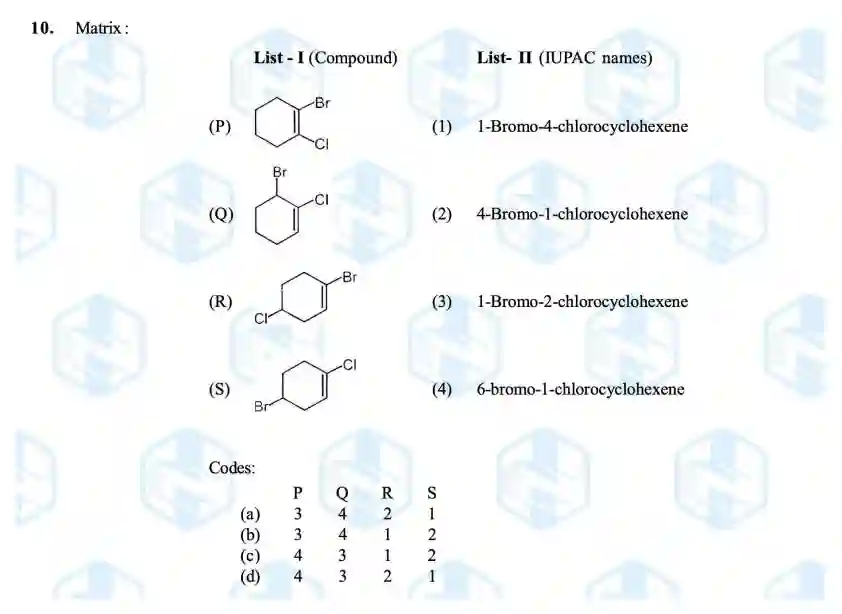 10. Matrix :
List - I (Compound) List- II (IUPAC names)
(P) Br Cl (1) 1-Bromo-4-chlorocyclohexene
(Q) Br Cl (2) 4-Bromo-1-chlorocyclohexene
(R) Br Cl (3) 1-Bromo-2-chlorocyclohexene
(S) Cl Br (4) 6-bromo-1-chlorocyclohexene
Codes:
P Q R S
(a) 3 4 2 1
(b) 3 4 1 2
(c) 4 3 1 2
(d) 4 3 2 1